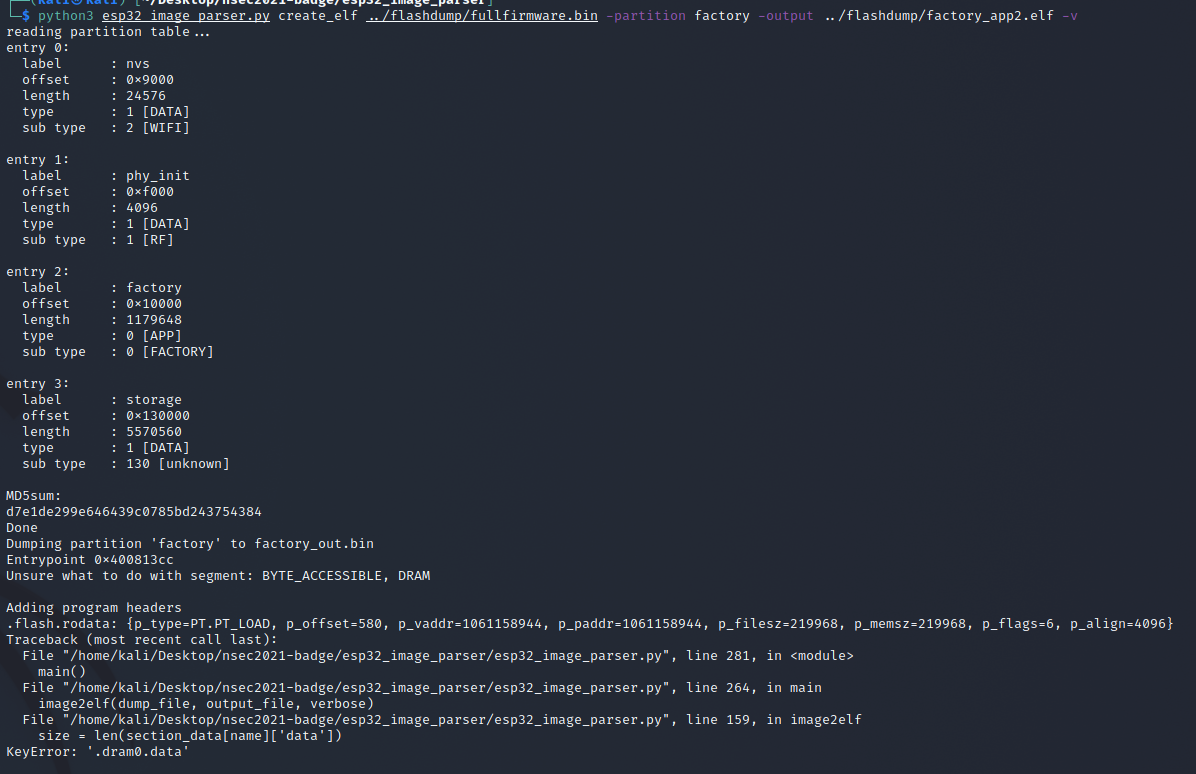 (kali㉿kali)-[~/Desktop/nsec2021-badge/esp32_image_parser]
└─$ python3 esp32_image_parser.py create_elf ../flashdump/fullfirmware.bin -partition factory -output ../flashdump/factory_app2.elf -v
reading partition table...
entry 0:
  label      : nvs
  offset     : 0×9000
  length     : 24576
  type       : 1 [DATA]
  sub type   : 2 [WIFI]

entry 1:
  label      : phy_init
  offset     : 0×f000
  length     : 4096
  type       : 1 [DATA]
  sub type   : 1 [RF]

entry 2:
  label      : factory
  offset     : 0×10000
  length     : 1179648
  type       : 0 [APP]
  sub type   : 0 [FACTORY]

entry 3:
  label      : storage
  offset     : 0×130000
  length     : 5570560
  type       : 1 [DATA]
  sub type   : 130 [unknown]

MD5sum:
d7e1de299e646439c0785bd243754384
Done
Dumping partition 'factory' to factory_out.bin
Entrypoint 0×400813cc
Unsure what to do with segment: BYTE_ACCESSIBLE, DRAM

Adding program headers
.flash.rodata: {p_type=PT.PT_LOAD, p_offset=580, p_vaddr=1061158944, p_paddr=1061158944, p_filesz=219968, p_memsz=219968, p_flags=6, p_align=4096}
Traceback (most recent call last):
  File "/home/kali/Desktop/nsec2021-badge/esp32_image_parser/esp32_image_parser.py", line 281, in <module>
    main()
  File "/home/kali/Desktop/nsec2021-badge/esp32_image_parser/esp32_image_parser.py", line 264, in main
    image2elf(dump_file, output_file, verbose)
  File "/home/kali/Desktop/nsec2021-badge/esp32_image_parser/esp32_image_parser.py", line 159, in image2elf
    size = len(section_data[name]['data'])
KeyError: '.dram0.data'